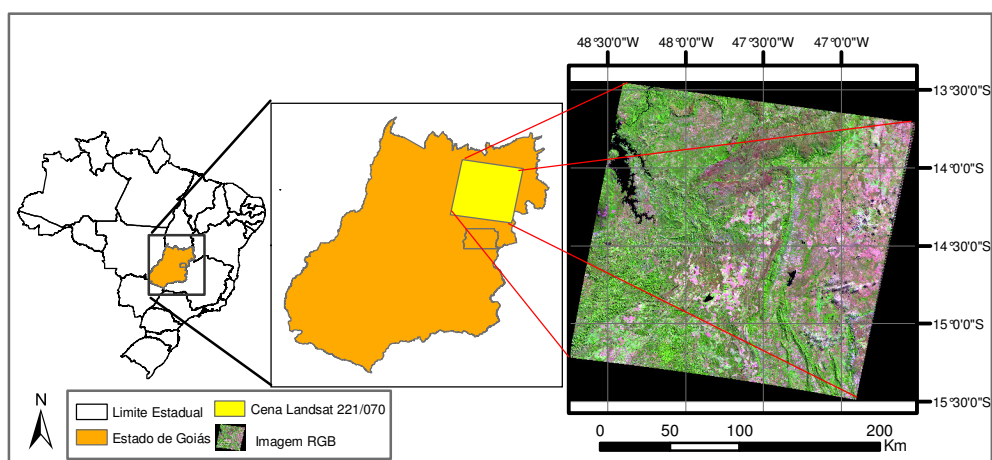 48°30'0"W 48°0'0"W 47°30'0"W 47°0'0"W
13°30'0"S
14°0'0"S
14°30'0"S
15°0'0"S
15°30'0"S
N
Limite Estadual
Cena Landsat 221/070
Estado de Goiás
Imagem RGB
0 50 100 200
Km